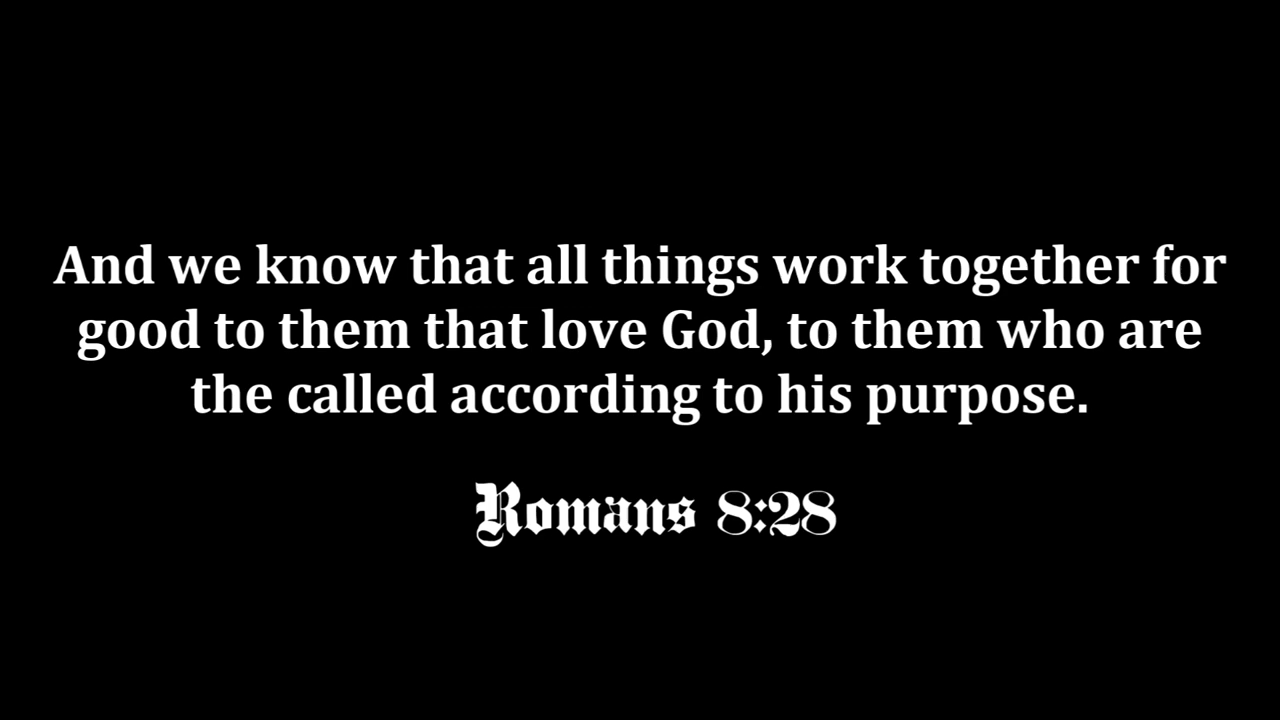 And we know that all things work together for
good to them that love God, to them who are
the called according to his purpose.
Romans 8:28